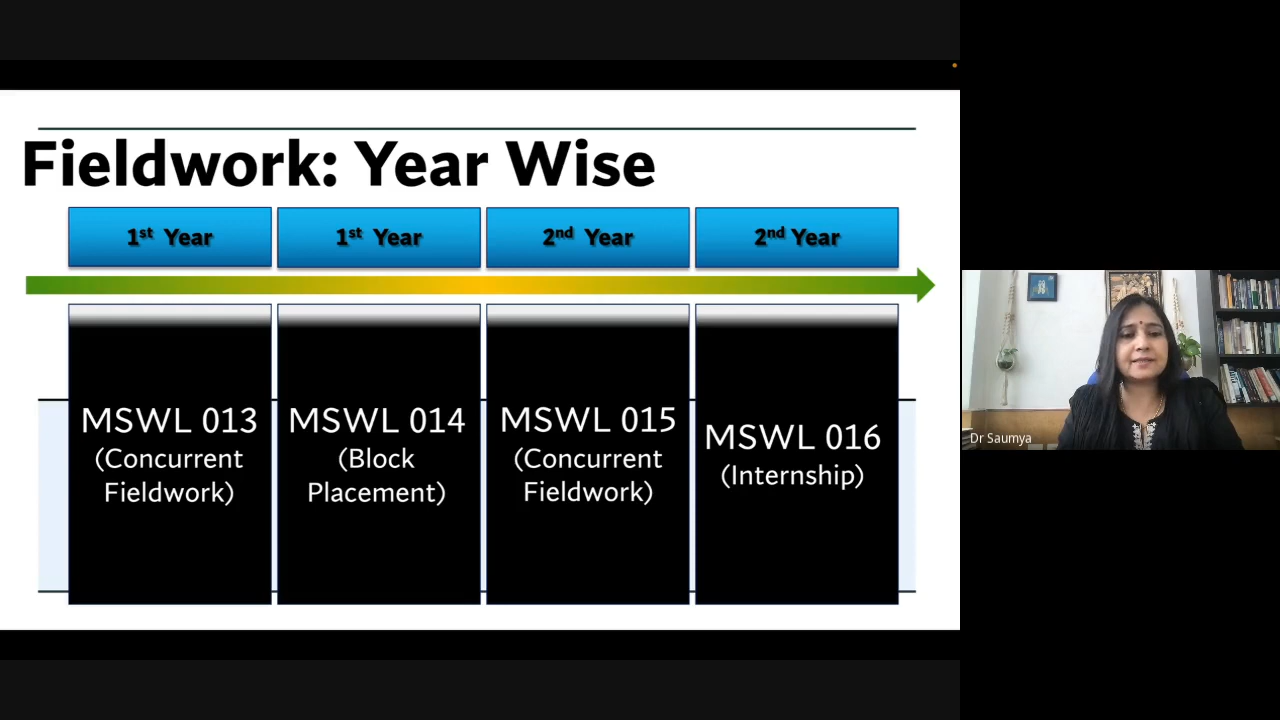 Fieldwork: Year Wise
1st Year
1st Year
2nd Year
2nd Year
MSWL 013
(Concurrent
Fieldwork)
MSWL 014
(Block
Placement)
MSWL 015
(Concurrent
Fieldwork)
MSWL 016
(Internship)
Dr Saumya